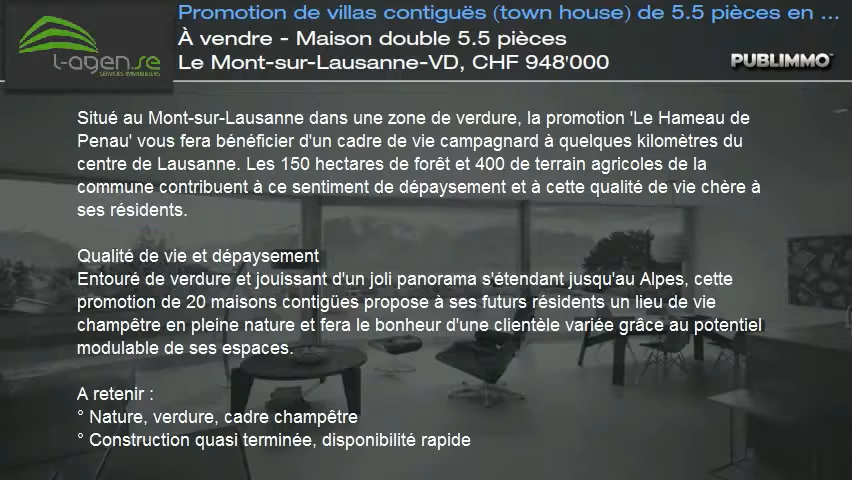 Promotion de villas contiguës (town house) de 5.5 pièces en ...
À vendre - Maison double 5.5 pièces
Le Mont-sur-Lausanne-VD, CHF 948'000
l-agen.se
SERVICES IMMOBILIERS
PUBLIMMO
Situé au Mont-sur-Lausanne dans une zone de verdure, la promotion 'Le Hameau de
Penau' vous fera bénéficier d'un cadre de vie campagnard à quelques kilomètres du
centre de Lausanne. Les 150 hectares de forêt et 400 de terrain agricoles de la
commune contribuent à ce sentiment de dépaysement et à cette qualité de vie chère à
ses résidents.
Qualité de vie et dépaysement
Entouré de verdure et jouissant d'un joli panorama s'étendant jusqu'au Alpes, cette
promotion de 20 maisons contigües propose à ses futurs résidents un lieu de vie
champêtre en pleine nature et fera le bonheur d'une clientèle variée grâce au potentiel
modulable de ses espaces.
A retenir :
° Nature, verdure, cadre champêtre
° Construction quasi terminée, disponibilité rapide